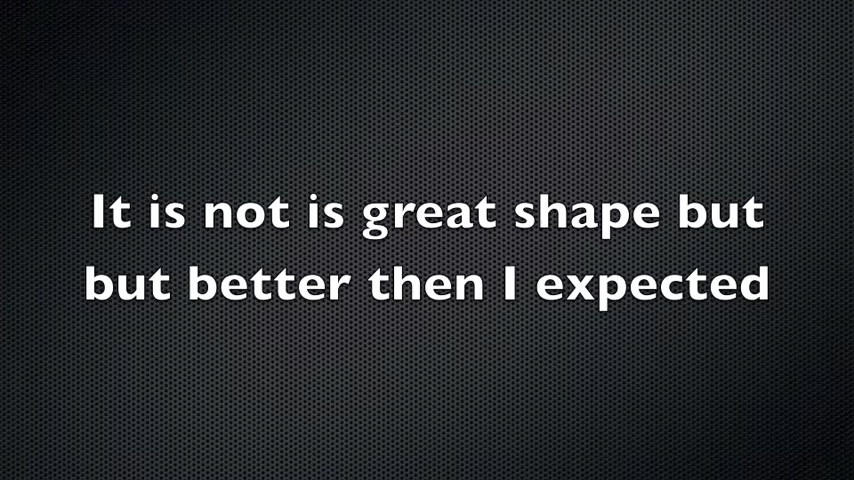 It is not is great shape but
but better then I expected